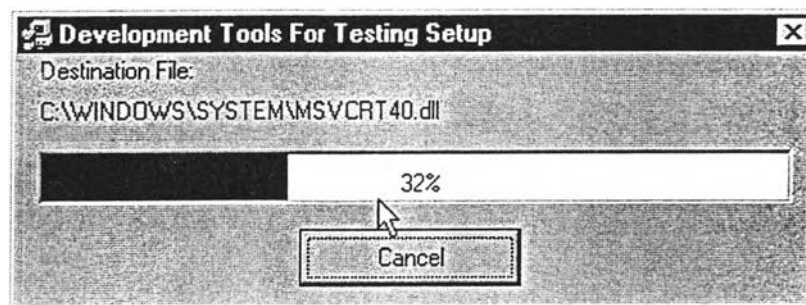 Development Tools For Testing Setup
Destination File:
C:\WINDOWS\SYSTEM\MSVCRT40.dll
32%
Cancel